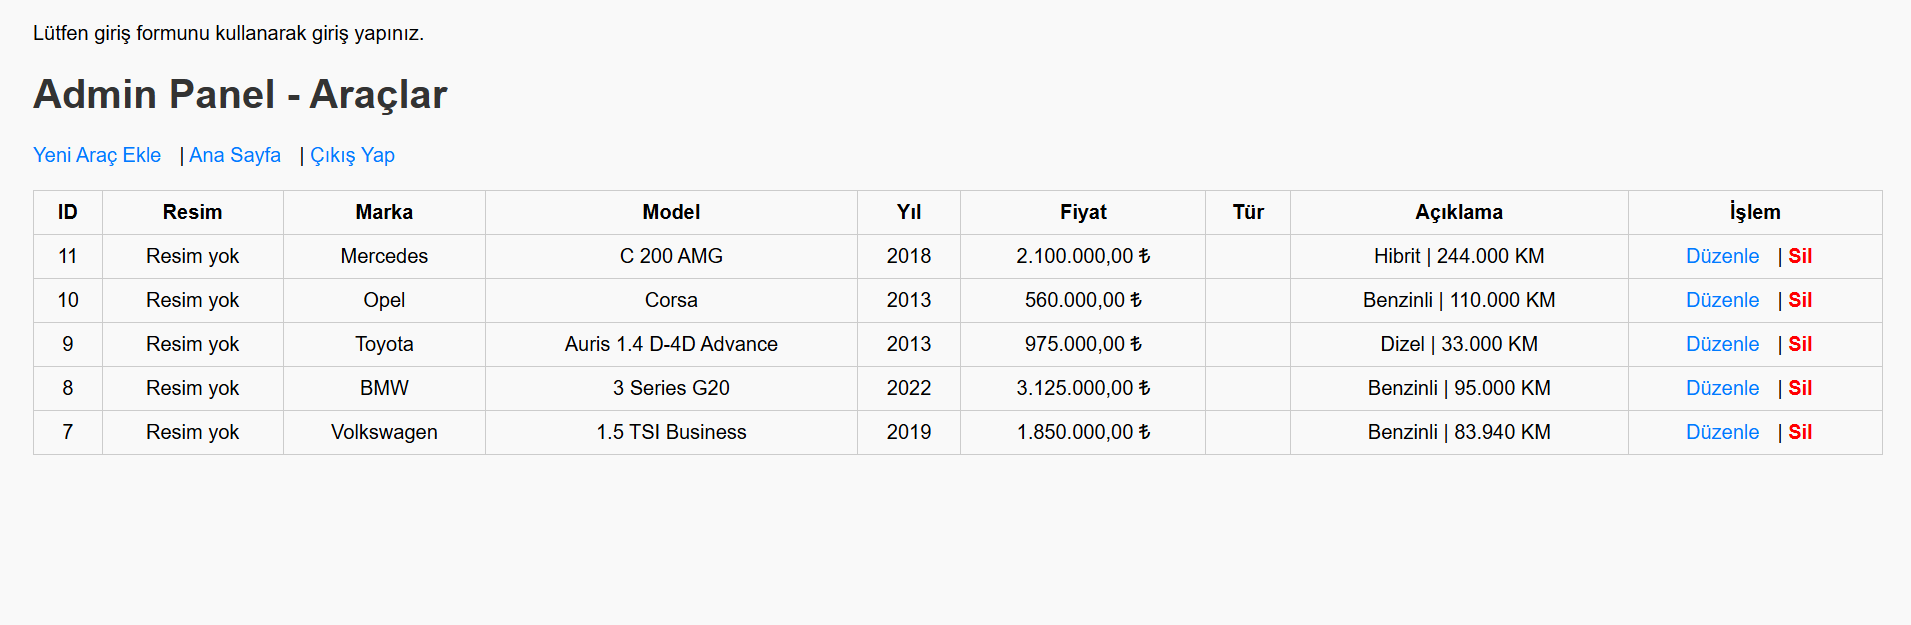 Lütfen giriş formunu kullanarak giriş yapınız.
Admin Panel - Araçlar
Yeni Araç Ekle | Ana Sayfa | Çıkış Yap
ID Resim Marka Model Yıl Fiyat Tür Açıklama İşlem
11 Resim yok Mercedes C 200 AMG 2018 2.100.000,00 ₺ Hibrit | 244.000 KM Düzenle | Sil
10 Resim yok Opel Corsa 2013 560.000,00 ₺ Benzinli | 110.000 KM Düzenle | Sil
9 Resim yok Toyota Auris 1.4 D-4D Advance 2013 975.000,00 ₺ Dizel | 33.000 KM Düzenle | Sil
8 Resim yok BMW 3 Series G20 2022 3.125.000,00 ₺ Benzinli | 95.000 KM Düzenle | Sil
7 Resim yok Volkswagen 1.5 TSI Business 2019 1.850.000,00 ₺ Benzinli | 83.940 KM Düzenle | Sil